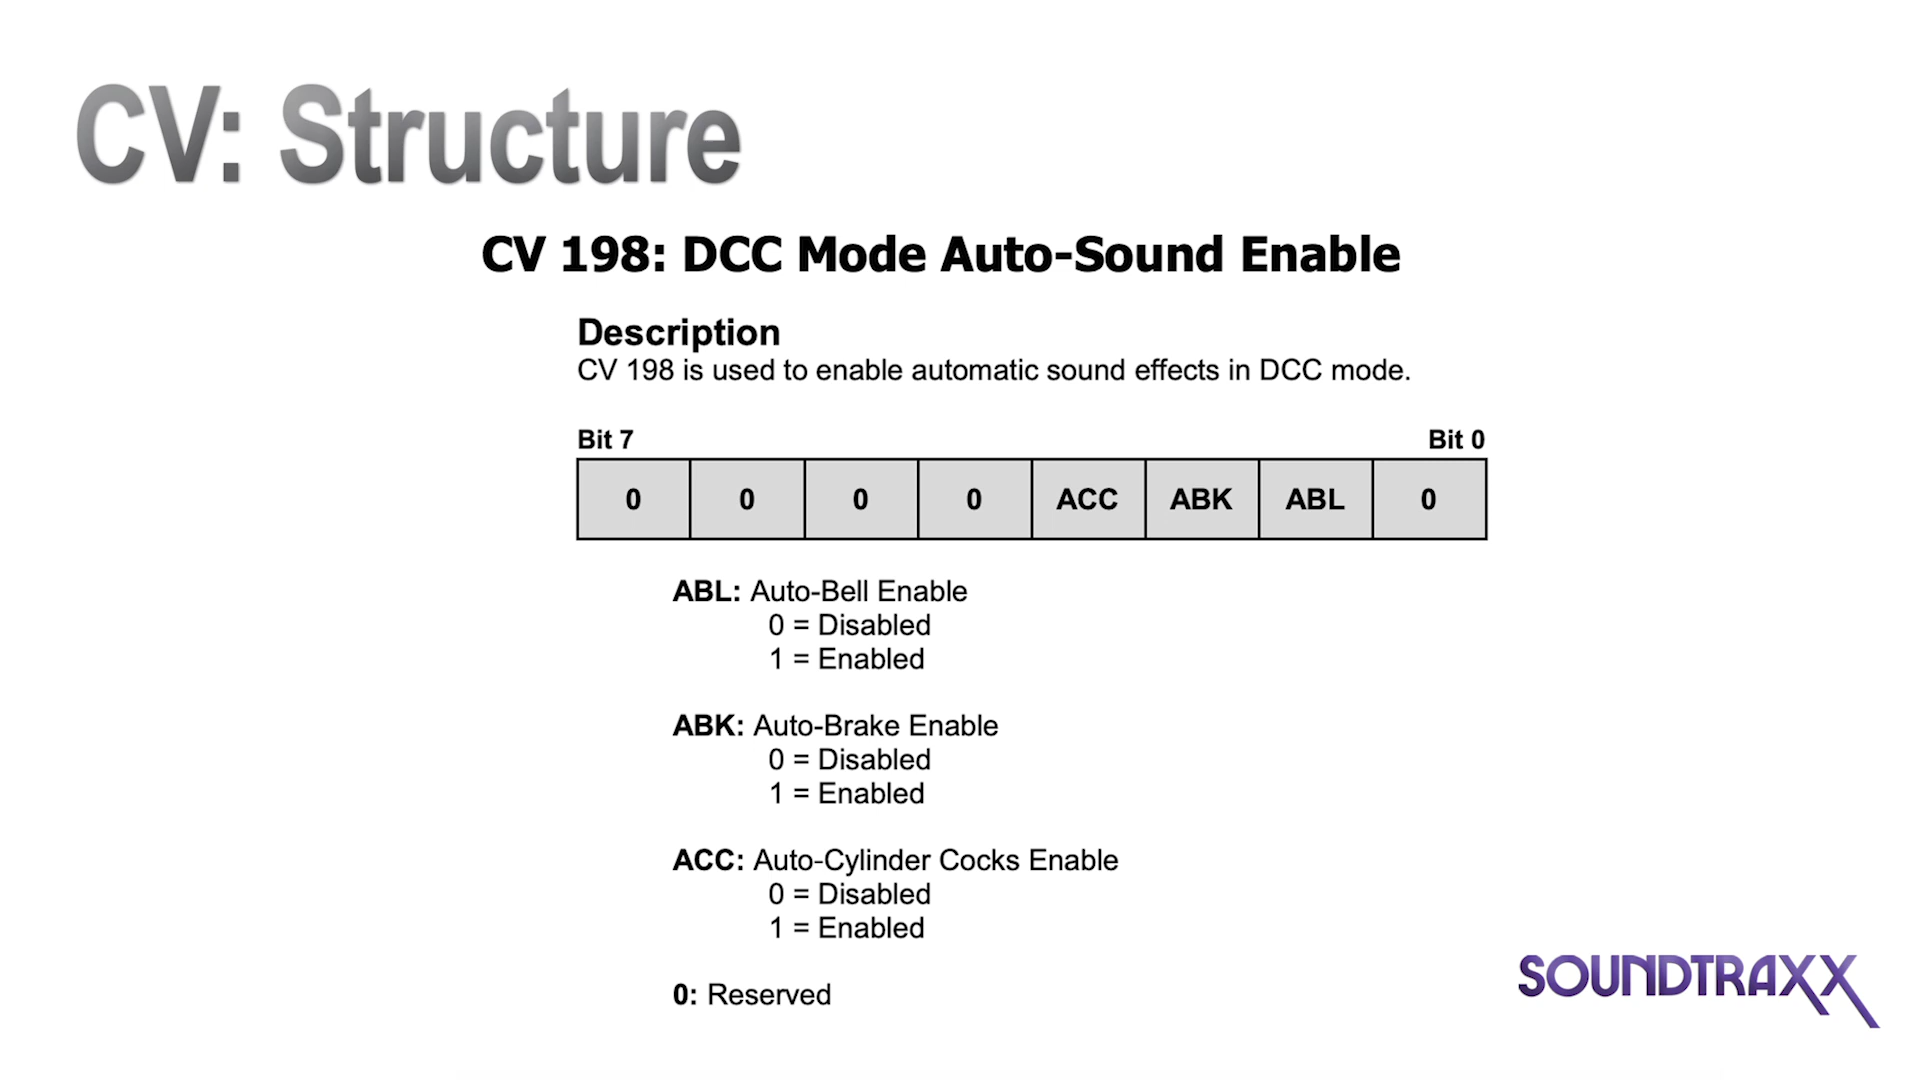 CV: Structure
CV 198: DCC Mode Auto-Sound Enable
Description
CV 198 is used to enable automatic sound effects in DCC mode.
Bit 7 Bit 0
0 0 0 0 ACC ABK ABL 0
ABL: Auto-Bell Enable
0 = Disabled
1 = Enabled
ABK: Auto-Brake Enable
0 = Disabled
1 = Enabled
ACC: Auto-Cylinder Cocks Enable
0 = Disabled
1 = Enabled
0: Reserved
SOUNDTRAXX